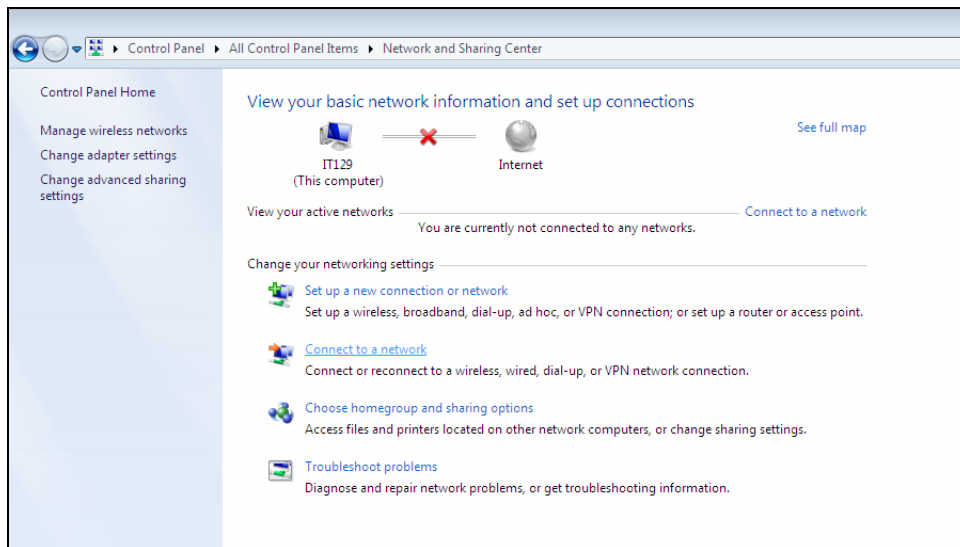 Control Panel All Control Panel Items Network and Sharing Center
Control Panel Home
Manage wireless networks
Change adapter settings
Change advanced sharing
settings
View your basic network information and set up connections
See full map
IT129
(This computer)
Internet
View your active networks
Connect to a network
You are currently not connected to any networks.
Change your networking settings
Set up a new connection or network
Set up a wireless, broadband, dial-up, ad hoc, or VPN connection; or set up a router or access point.
Connect to a network
Connect or reconnect to a wireless, wired, dial-up, or VPN network connection.
Choose homegroup and sharing options
Access files and printers located on other network computers, or change sharing settings.
Troubleshoot problems
Diagnose and repair network problems, or get troubleshooting information.